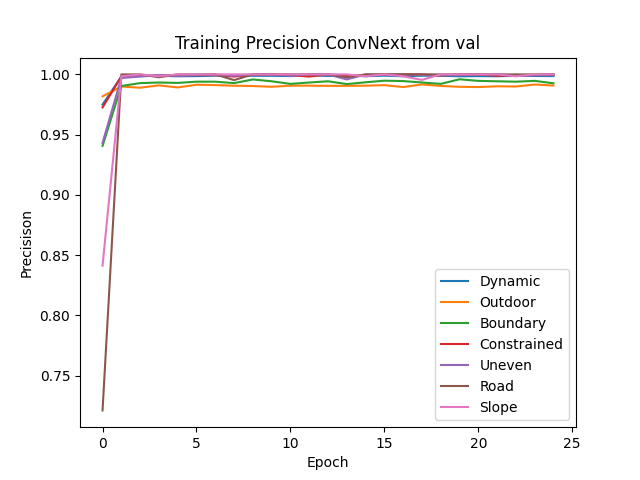 Training Precision ConvNext from val
1.00
0.95
0.90
0.85
0.80
0.75
Precisison
0
5
10
15
20
25
Epoch
Dynamic
Outdoor
Boundary
Constrained
Uneven
Road
Slope